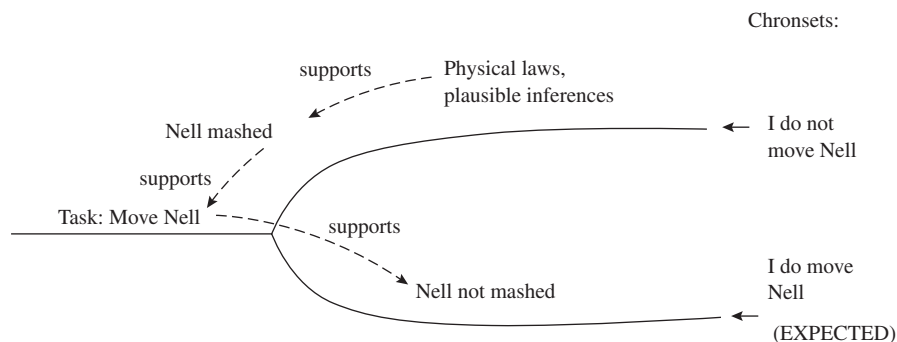 Chronsets:
supports
Physical laws,
plausible inferences
Nell mashed
I do not
move Nell
supports
Task: Move Nell
supports
Nell not mashed
I do move
Nell
(EXPECTED)